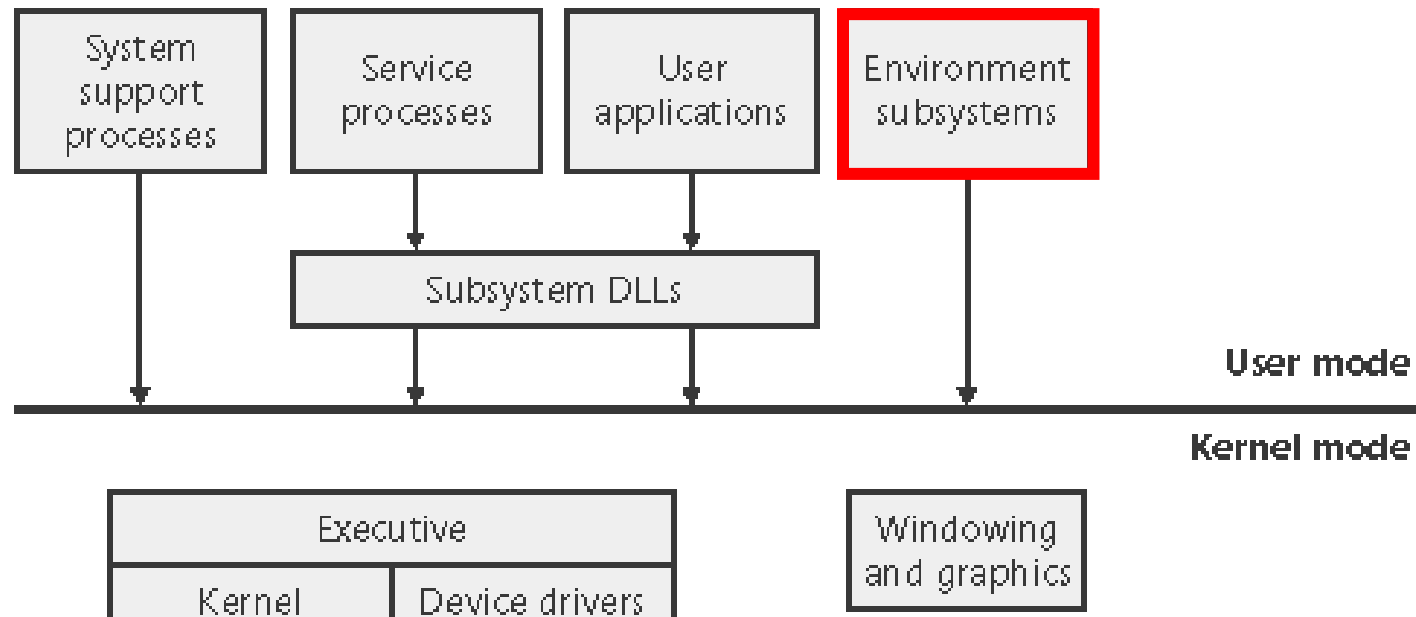 System
support
processes
Service
processes
User
applications
Environment
subsystems
Subsystem DLLs
User mode
Kernel mode
Executive
Kernel
Device drivers
Windowing
and graphics